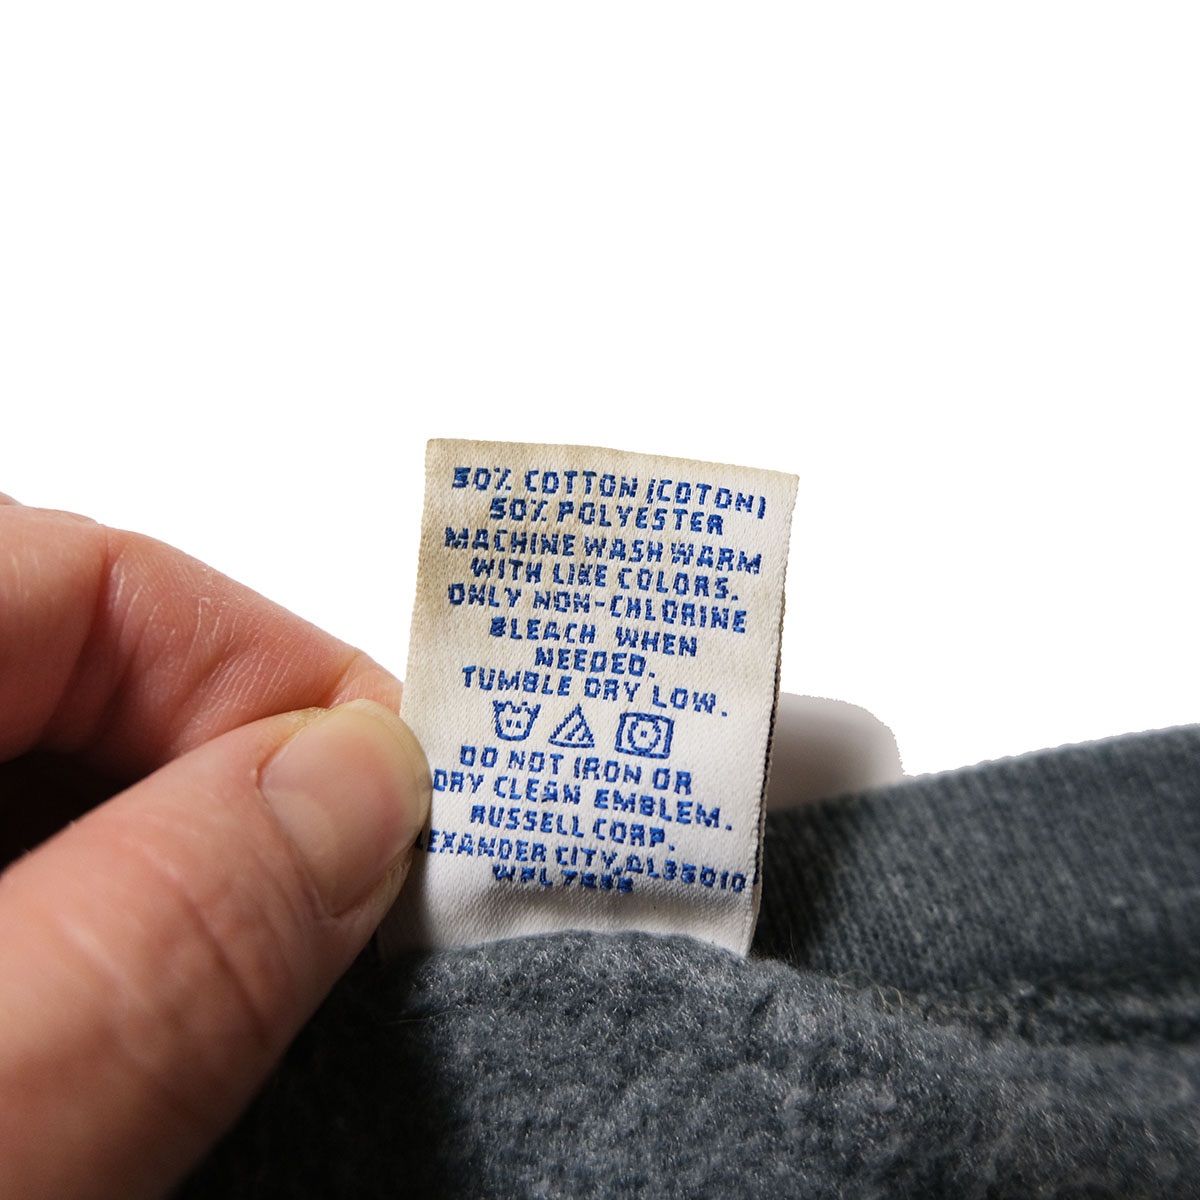 50% COTTON (COTON)
50% POLYESTER
MACHINE WASH WARM
WITH LIKE COLORS.
ONLY NON-CHLORINE
BLEACH WHEN
NEEDED.
TUMBLE DRY LOW.
DO NOT IRON OR
DRY CLEAN EMBLEM.
RUSSELL CORP.
EXANDER CITY, AL 35010
WPL